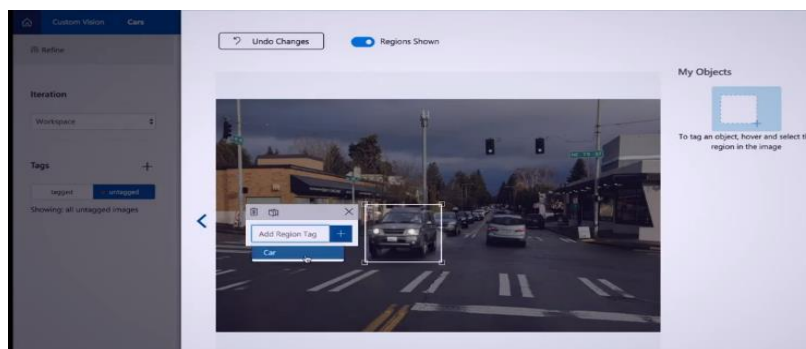 Custom Vision Cars
Undo Changes
Regions Shown
Refine
My Objects
Iteration
Workspace
To tag an object, hover and select th
region in the image
Tags
tagged
untagged
Showing: all untagged images
Add Region Tag
Car